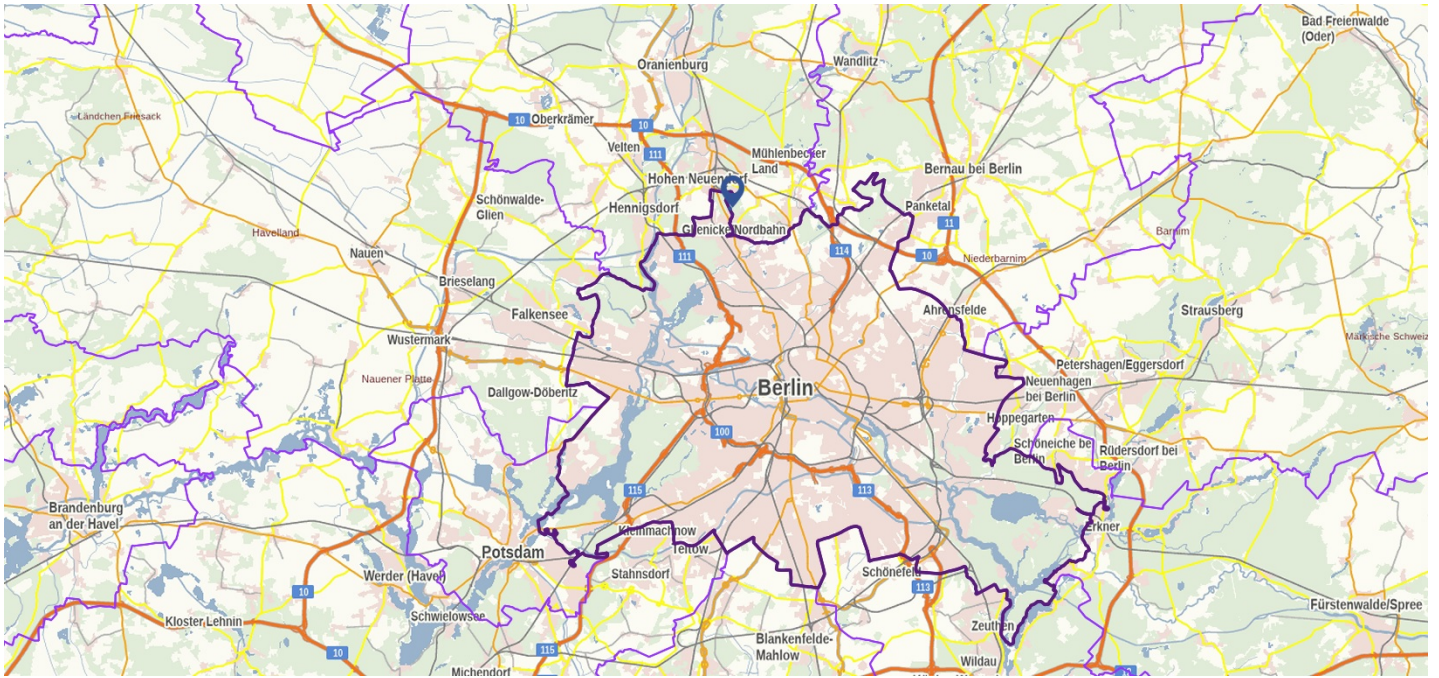 Bad Freienwalde
(Oder)
Oranienburg
Wandlitz
Ländchen Friesack
10
Oberkrämer
10
Velten
111
Mühlenbecker
Land
Bernau bei Berlin
Hohen Neuendorf
Schönwalde-
Glien
Hennigsdorf
Panketal
11
Havelland
Glienicke/Nordbahn
Barnim
Nauen
111
114
10
Niederbarnim
Brieselang
Falkensee
Ahrensfelde
Strausberg
Wustermark
Märkische Schweiz
Petershagen/Eggersdorf
Nauener Platte
Berlin
Neuenhagen
bei Berlin
Dallgow-Döberitz
Hoppegarten
100
Schöneiche be
Berlin
Rüdersdorf bei
Berlin
115
113
Brandenburg
an der Havel
Erkner
Kleinmachnow
Potsdam
Teltow
Werder (Havel)
Stahnsdorf
Schönefeld
113
10
Schwielowsee
Fürstenwalde/Spree
Kloster Lehnin
Zeuthen
Blankenfelde-
Mahlow
10
115
Wildau
Michendorf